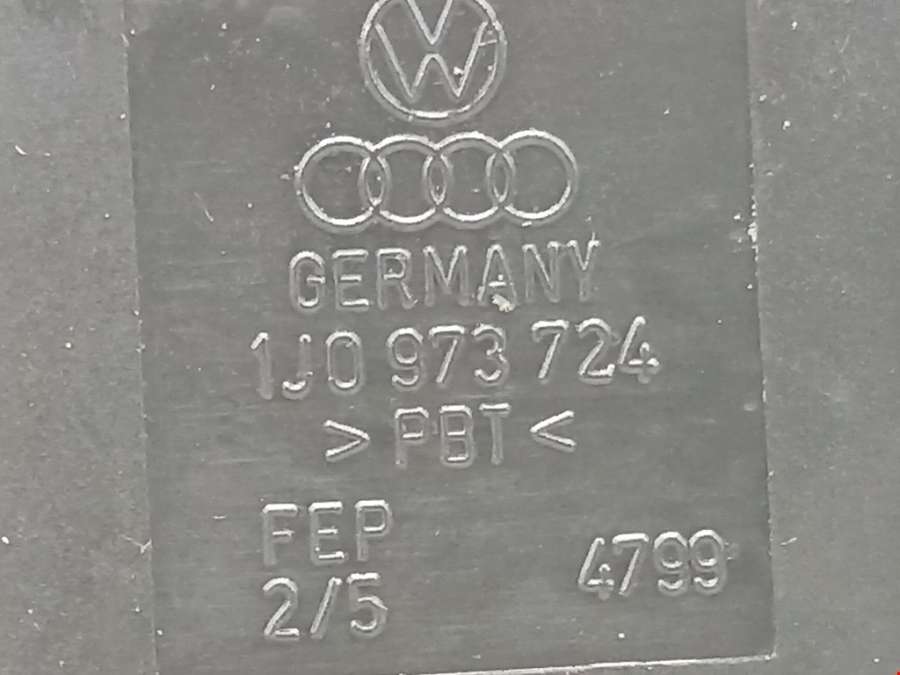 GERMANY
1J0 973 724
>PBT<
FEP
2/5
4799